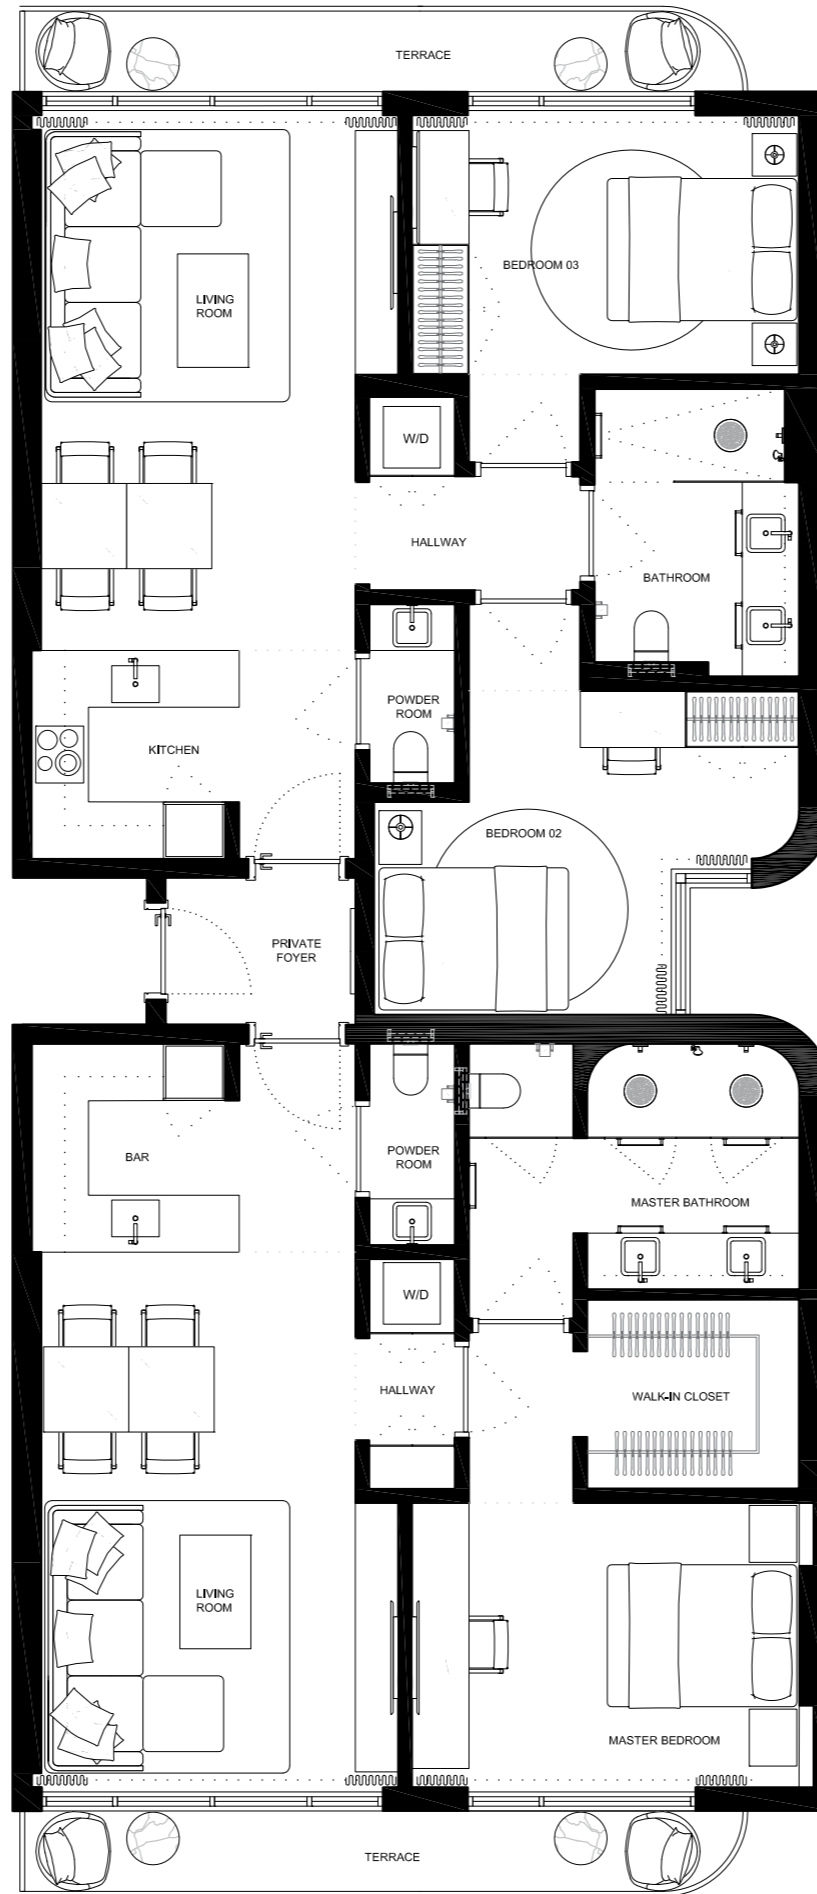 TERRACE
BEDROOM 03
LIVING
ROOM
W/D
HALLWAY
BATHROOM
POWDER
ROOM
KITCHEN
BEDROOM 02
PRIVATE
FOYER
BAR
POWDER
ROOM
MASTER BATHROOM
W/D
HALLWAY
WALK-IN CLOSET
LIVING
ROOM
MASTER BEDROOM
TERRACE